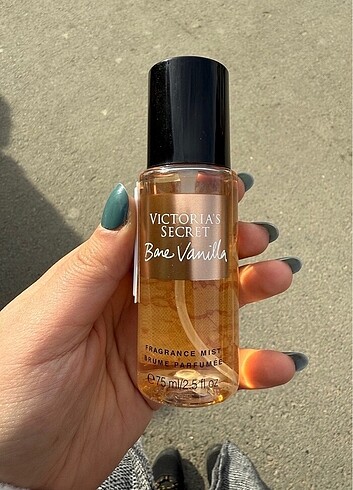 VICTORIA'S
SECRET
Bare Vanilla
FRAGRANCE MIST
BRUME PARFUMÉE
℮75 ml/2.5 fl oz